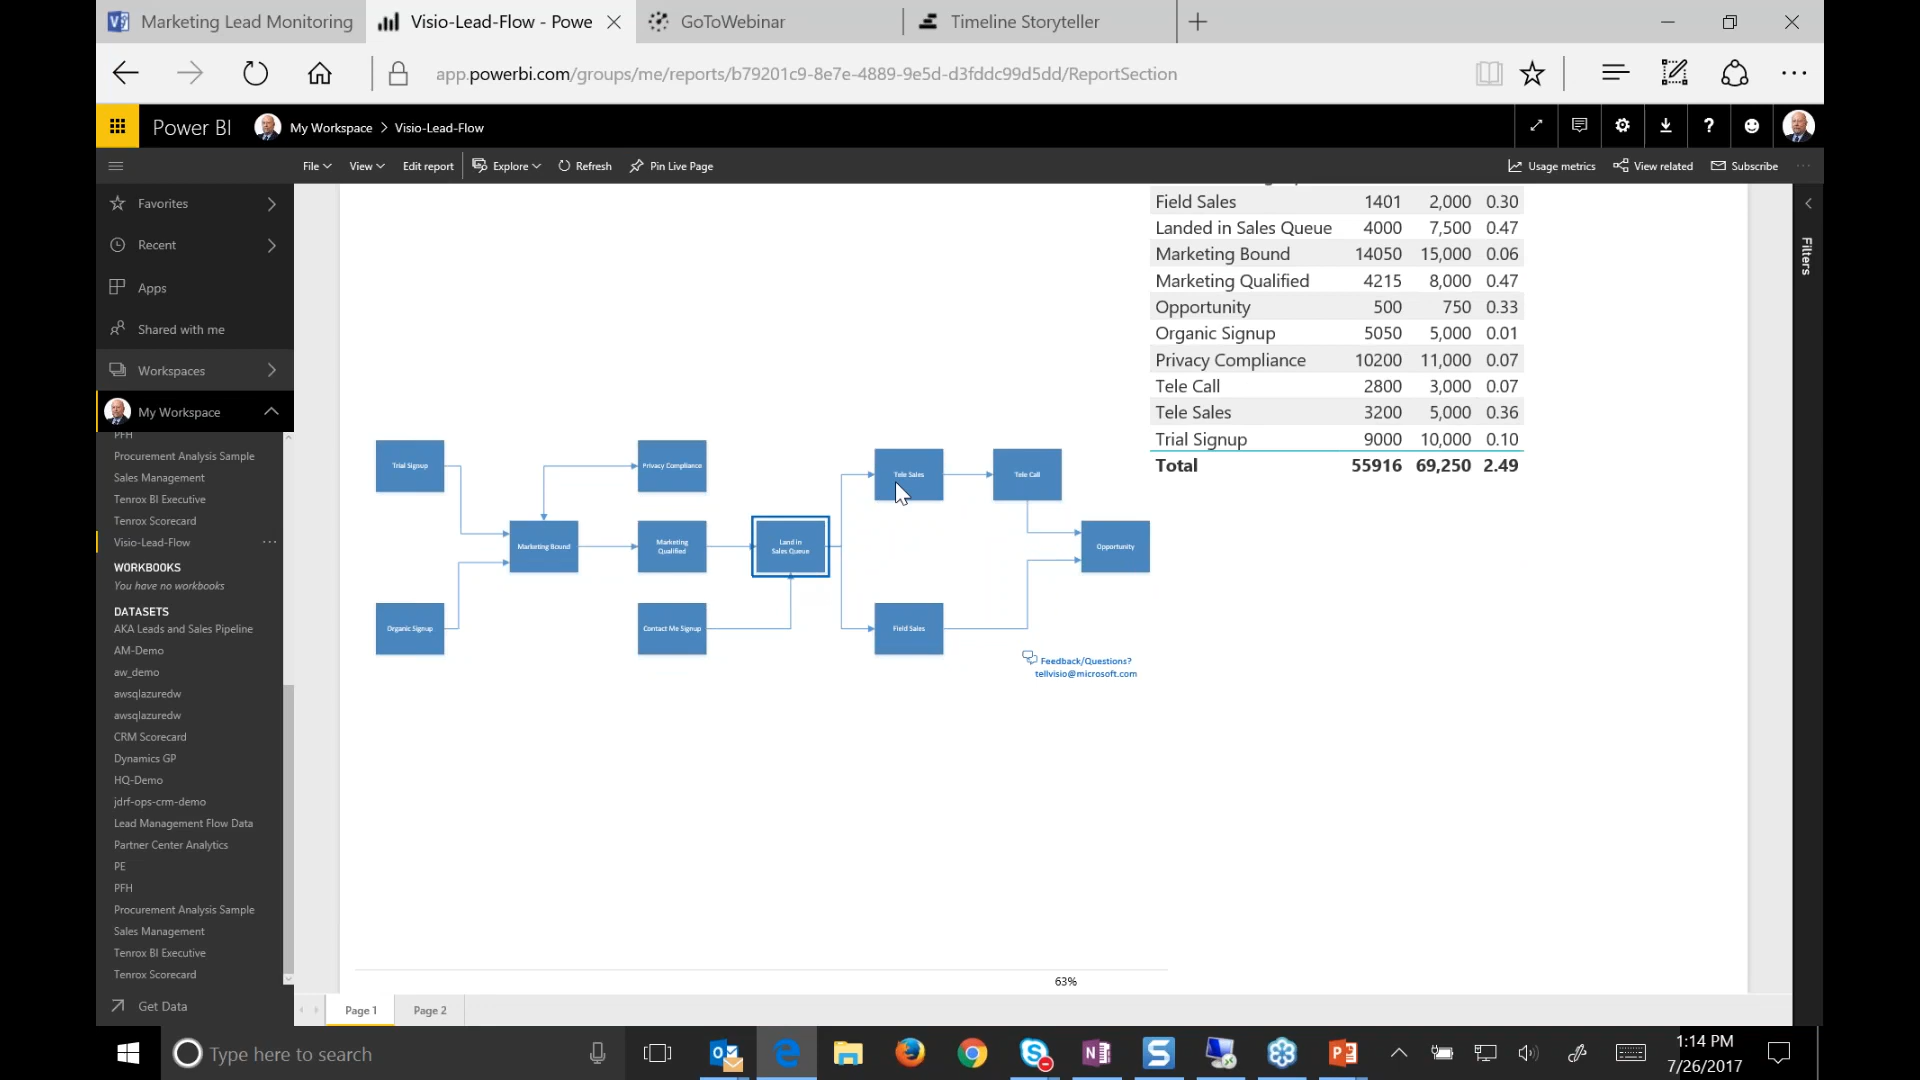 Marketing Lead Monitoring
Visio-Lead-Flow - Powe
GoToWebinar
Timeline Storyteller
app.powerbi.com/groups/me/reports/b79201c9-8e7e-4889-9e5d-d3fddc99d5dd/ReportSection
Power BI
My Workspace > Visio-Lead-Flow
File
View
Edit report
Explore
Refresh
Pin Live Page
Usage metrics
View related
Subscribe
Favorites
Recent
Apps
Shared with me
Workspaces
My Workspace
PFH
Procurement Analysis Sample
Sales Management
Tenrox BI Executive
Tenrox Scorecard
Visio-Lead-Flow
WORKBOOKS
You have no workbooks
DATASETS
AKA Leads and Sales Pipeline
AM-Demo
aw_demo
awsqlazuredw
awsqlazuredw
CRM Scorecard
Dynamics GP
HQ-Demo
jdrf-ops-crm-demo
Lead Management Flow Data
Partner Center Analytics
PE
PFH
Procurement Analysis Sample
Sales Management
Tenrox BI Executive
Tenrox Scorecard
Get Data
Field Sales 1401 2,000 0.30
Landed in Sales Queue 4000 7,500 0.47
Marketing Bound 14050 15,000 0.06
Marketing Qualified 4215 8,000 0.47
Opportunity 500 750 0.33
Organic Signup 5050 5,000 0.01
Privacy Compliance 10200 11,000 0.07
Tele Call 2800 3,000 0.07
Tele Sales 3200 5,000 0.36
Trial Signup 9000 10,000 0.10
Total 55916 69,250 2.49
Filters
Trial Signup
Privacy Compliance
Tele Sales
Tele Call
Marketing Bound
Marketing
Qualified
Land in
Sales Queue
Opportunity
Organic Signup
Contact Me Signup
Field Sales
Feedback/Questions?
tellvisio@microsoft.com
63%
Page 1
Page 2
Type here to search
1:14 PM
7/26/2017